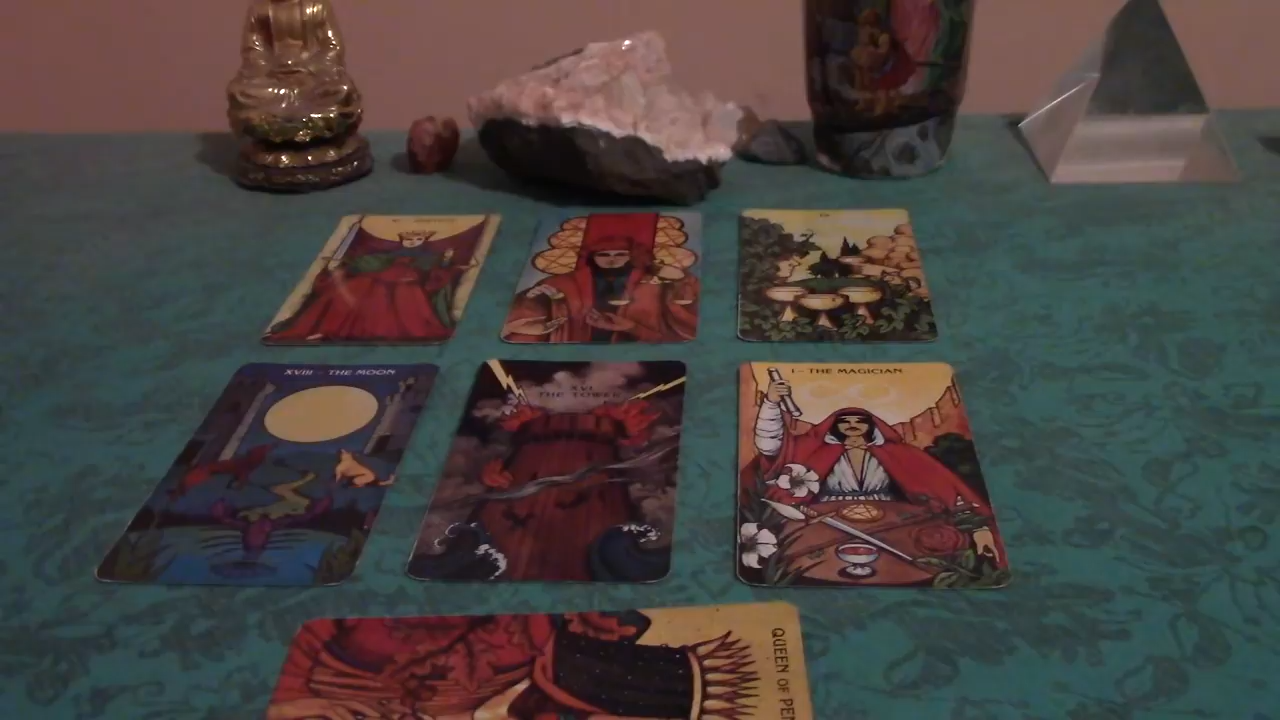 XVIII - THE MOON
XVI
THE TOWER
I - THE MAGICIAN
QUEEN OF PEN